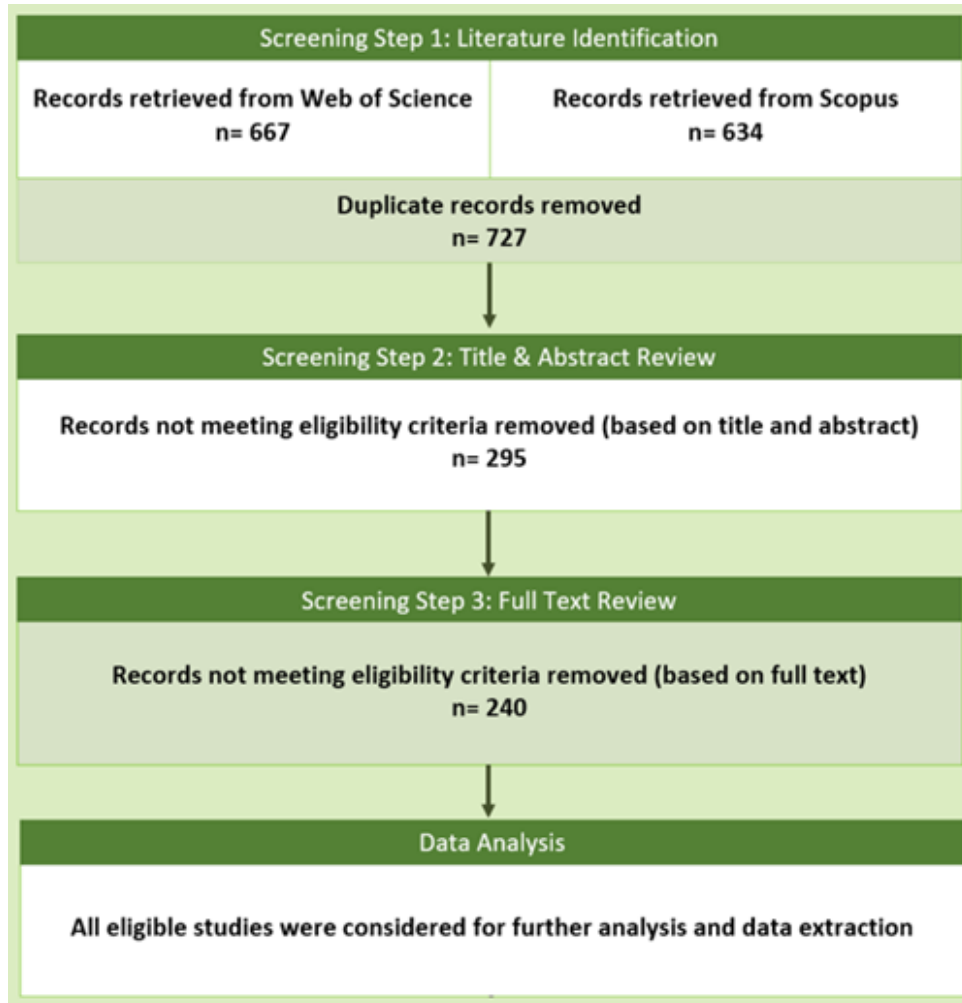 Screening Step 1: Literature Identification
Records retrieved from Web of Science
n= 667
Records retrieved from Scopus
n= 634
Duplicate records removed
n= 727
Screening Step 2: Title & Abstract Review
Records not meeting eligibility criteria removed (based on title and abstract)
n= 295
Screening Step 3: Full Text Review
Records not meeting eligibility criteria removed (based on full text)
n= 240
Data Analysis
All eligible studies were considered for further analysis and data extraction